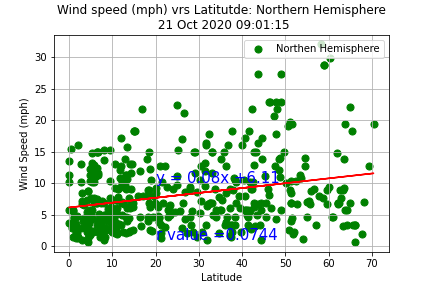 Wind speed (mph) vrs Latitutde: Northern Hemisphere
21 Oct 2020 09:01:15
Northen Hemisphere
Wind Speed (mph)
30
25
20
15
10
5
0
y = 0.08x +6.11
r value =0.0744
0 10 20 30 40 50 60 70
Latitude